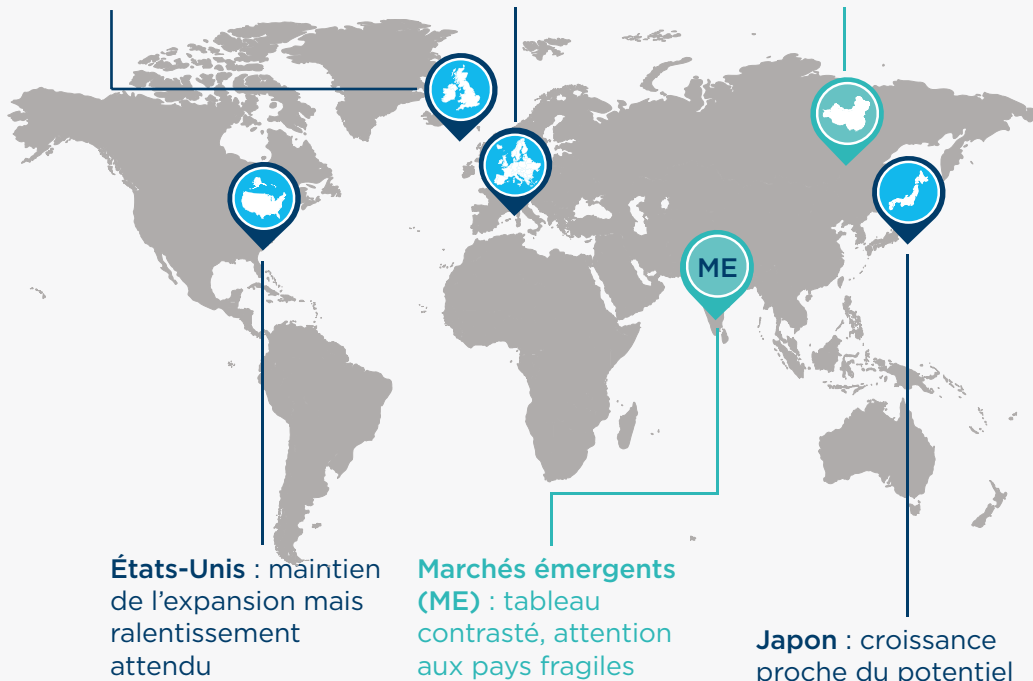 ME
États-Unis : maintien
de l’expansion mais
ralentissement
attendu
Marchés émergents
(ME) : tableau
contrasté, attention
aux pays fragiles
Japon : croissance
proche du potentiel